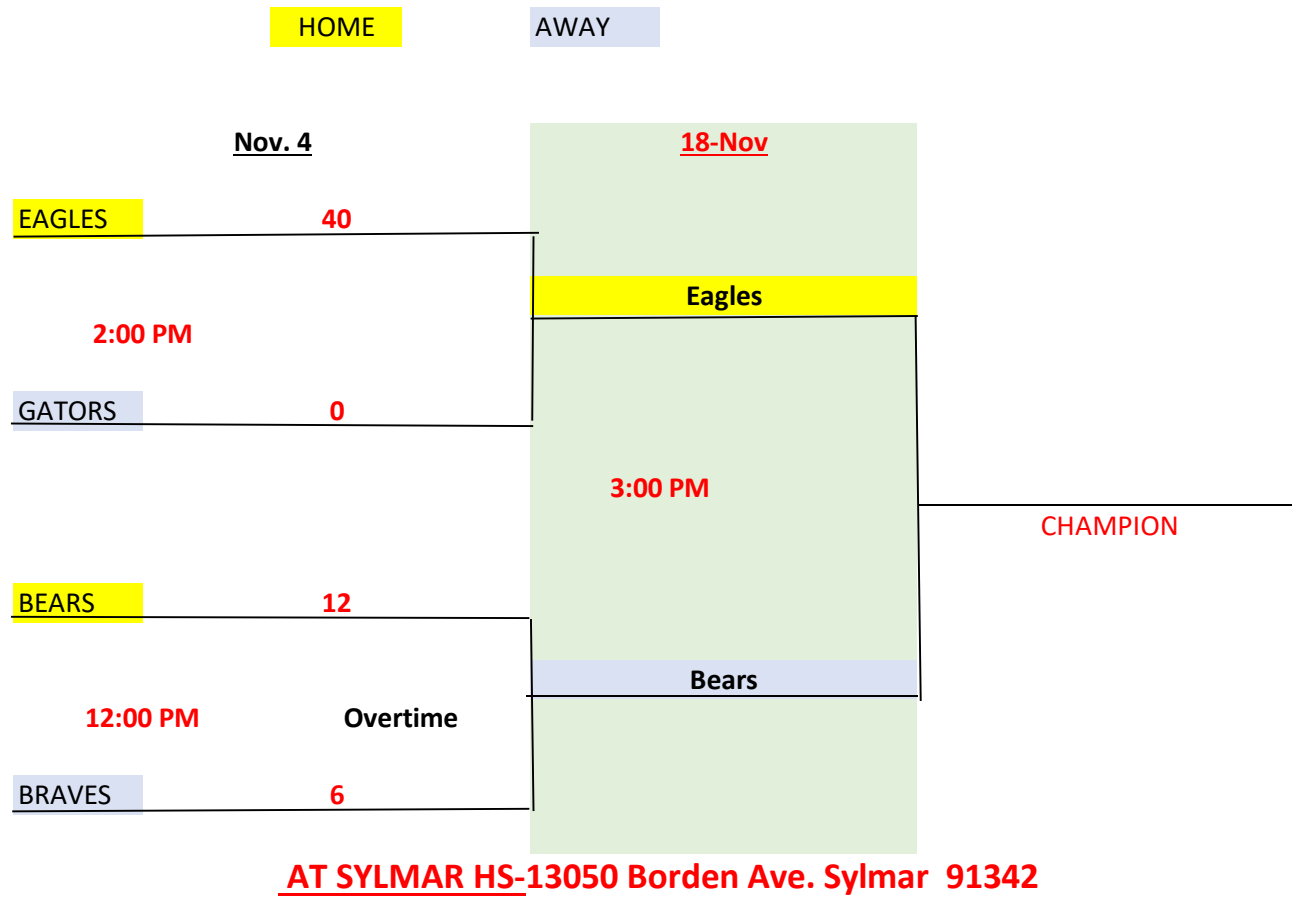 HOME AWAY
Nov. 4 18-Nov
EAGLES 40
Eagles
2:00 PM
GATORS 0
3:00 PM
CHAMPION
BEARS 12
Bears
12:00 PM Overtime
BRAVES 6
AT SYLMAR HS-13050 Borden Ave. Sylmar 91342